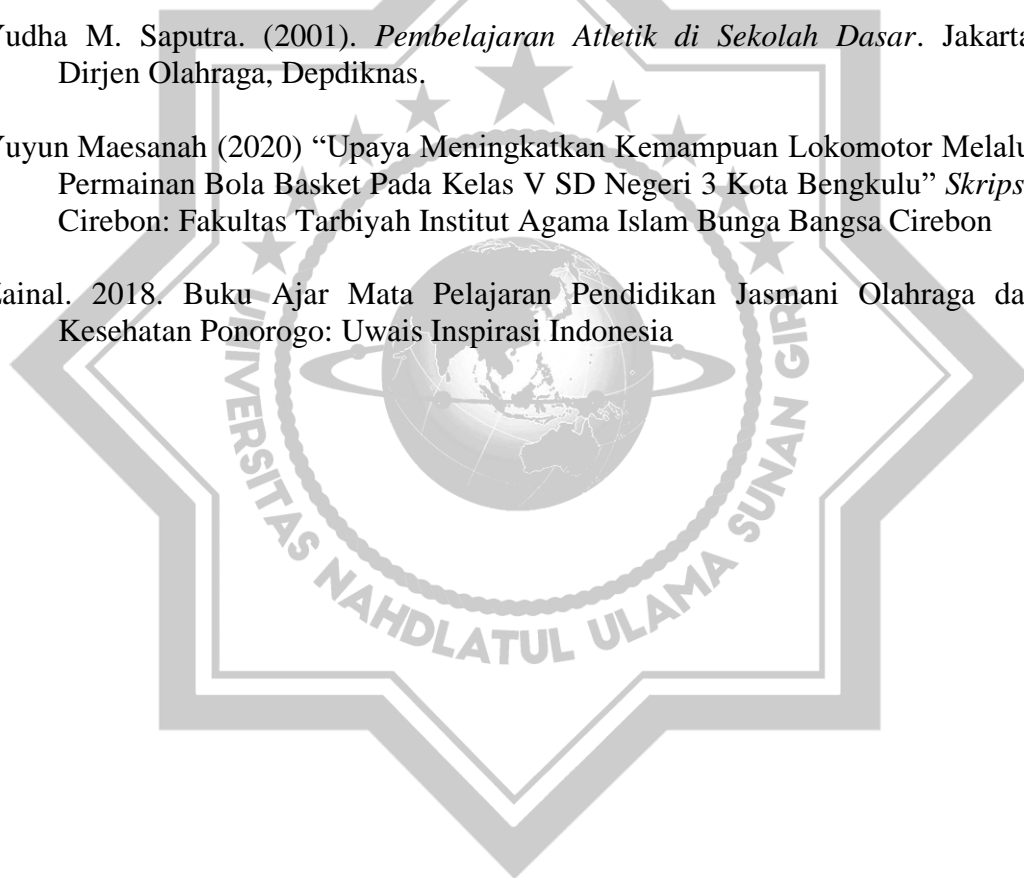 Yudha M. Saputra. (2001). Pembelajaran Atletik di Sekolah Dasar. Jakarta
Dirjen Olahraga, Depdiknas.
Yuyun Maesanah (2020) “Upaya Meningkatkan Kemampuan Lokomotor Melalu
Permainan Bola Basket Pada Kelas V SD Negeri 3 Kota Bengkulu” Skrips
Cirebon: Fakultas Tarbiyah Institut Agama Islam Bunga Bangsa Cirebon
Zainal. 2018. Buku Ajar Mata Pelajaran Pendidikan Jasmani Olahraga da
Kesehatan Ponorogo: Uwais Inspirasi Indonesia
UNIVERSITAS NAHDLATUL ULAMA SUNAN GIRI